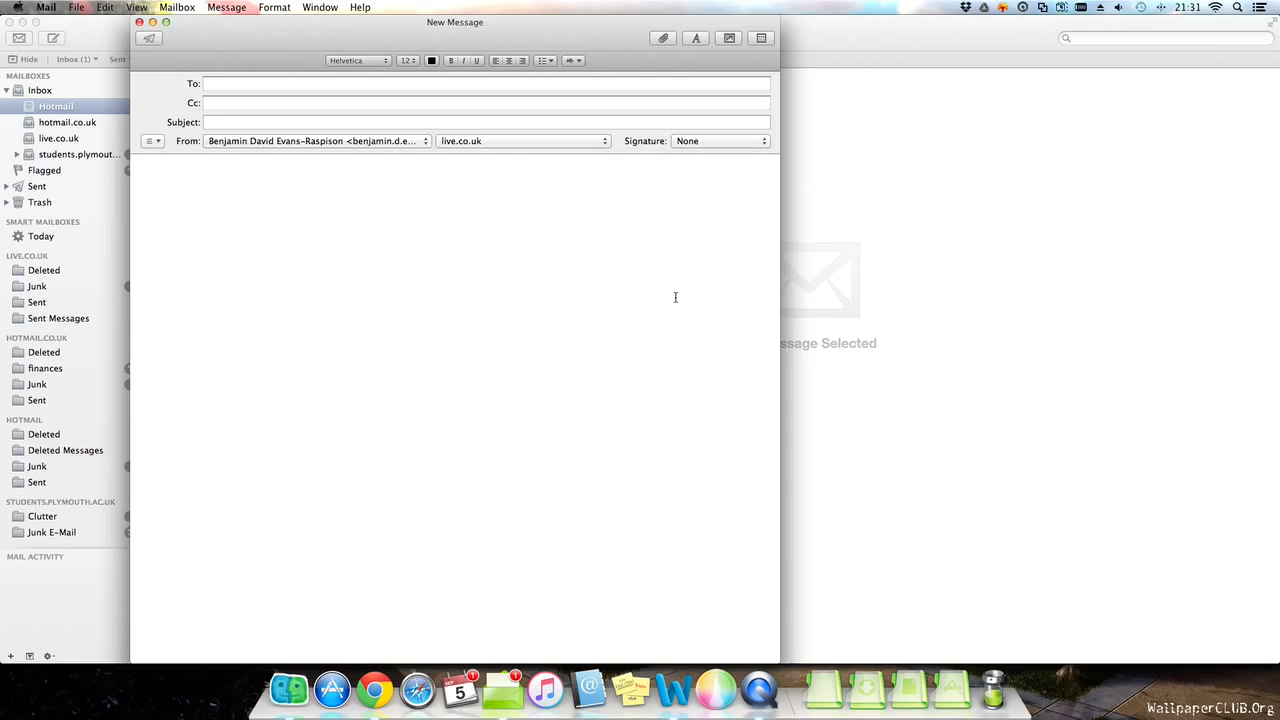 Mail File Edit View Mailbox Message Format Window Help 21:31
New Message
Hide Inbox (1) Sent
Helvetica 12 B I U
MAILBOXES
Inbox
Hotmail
hotmail.co.uk
live.co.uk
students.plymout...
Flagged
Sent
Trash
SMART MAILBOXES
Today
LIVE.CO.UK
Deleted
Junk
Sent
Sent Messages
HOTMAIL.CO.UK
Deleted
finances
Junk
Sent
HOTMAIL
Deleted
Deleted Messages
Junk
Sent
STUDENTS.PLYMOUTH.AC.UK
Clutter
Junk E-Mail
MAIL ACTIVITY
To:
Cc:
Subject:
From: Benjamin David Evans-Raspison <benjamin.d.e... live.co.uk Signature: None
ssage Selected
SEP
5
1
1
WallpaperCLUB.Org